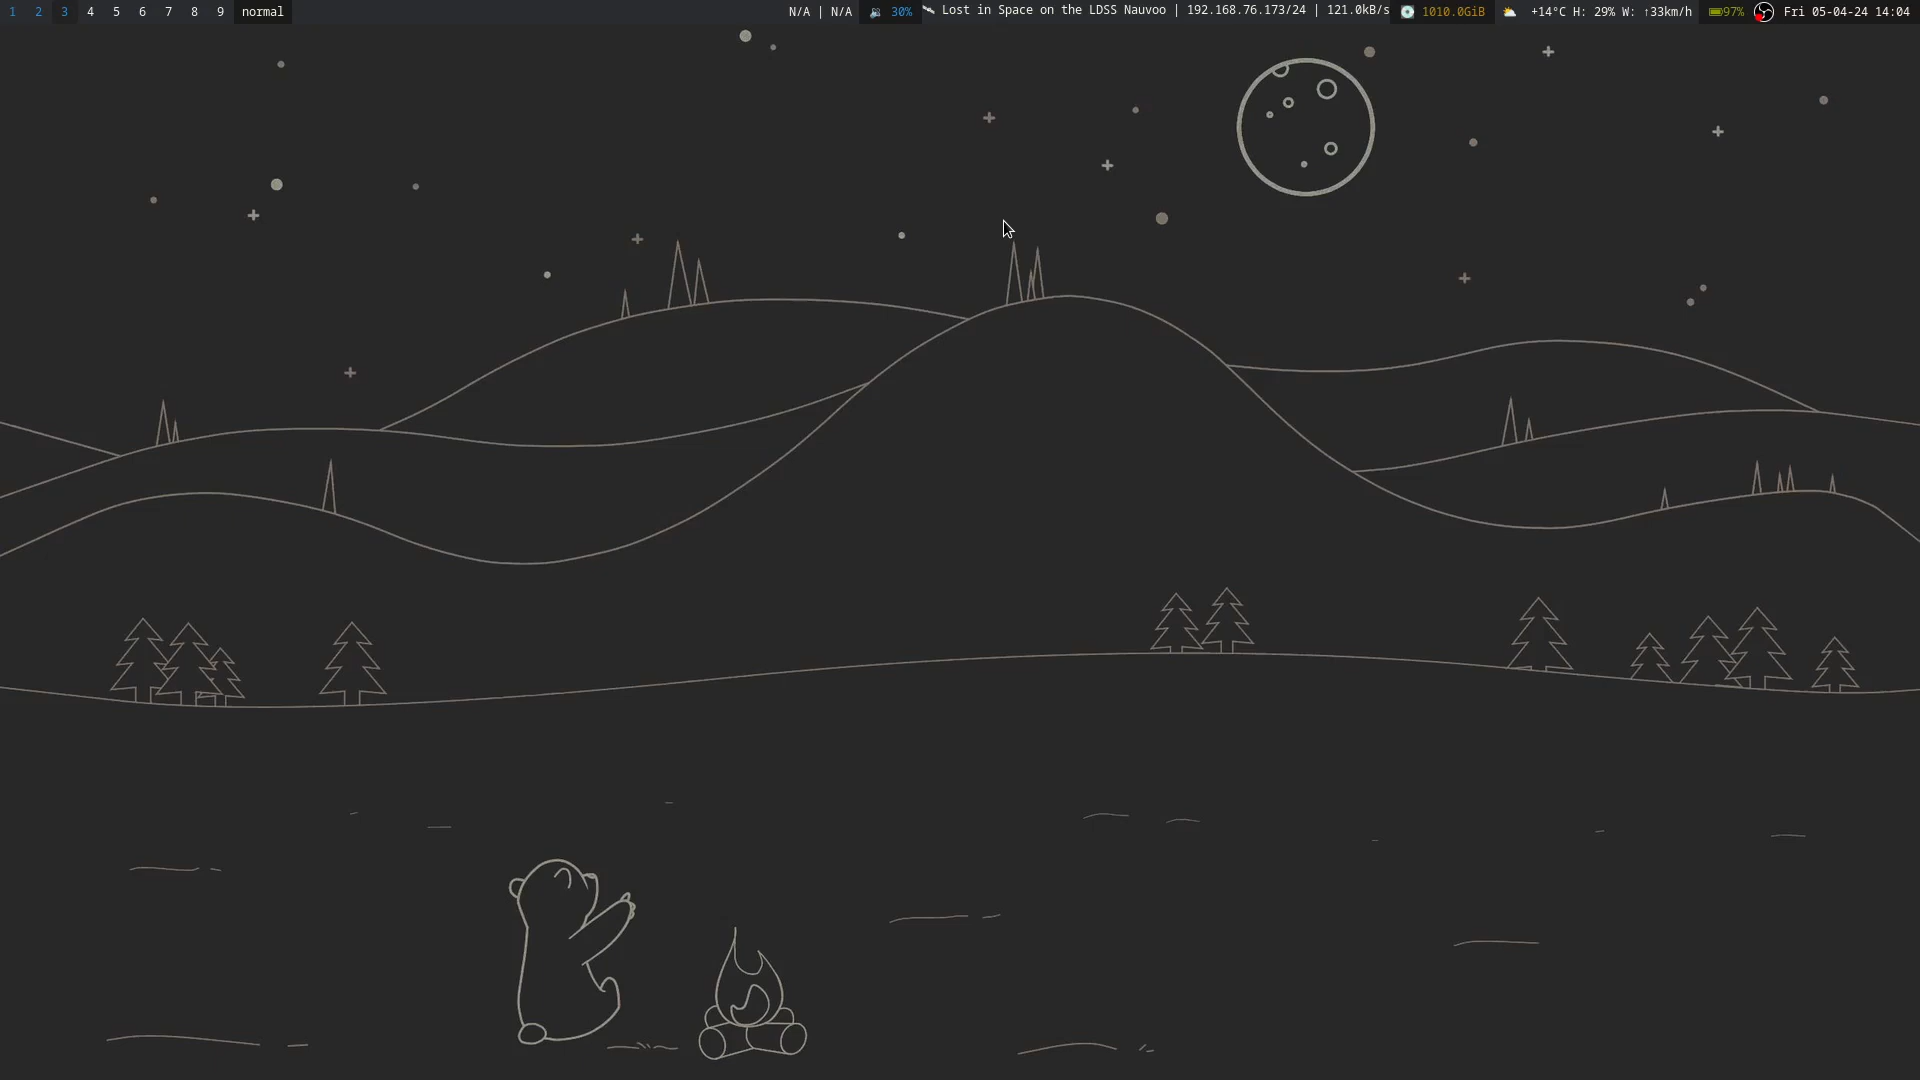 1 2 3 4 5 6 7 8 9 normal N/A | N/A 30% Lost in Space on the LDSS Nauvoo | 192.168.76.173/24 | 121.0kB/s 1010.0GiB +14°C H: 29% W: ↑33km/h 97% Fri 05-04-24 14:04